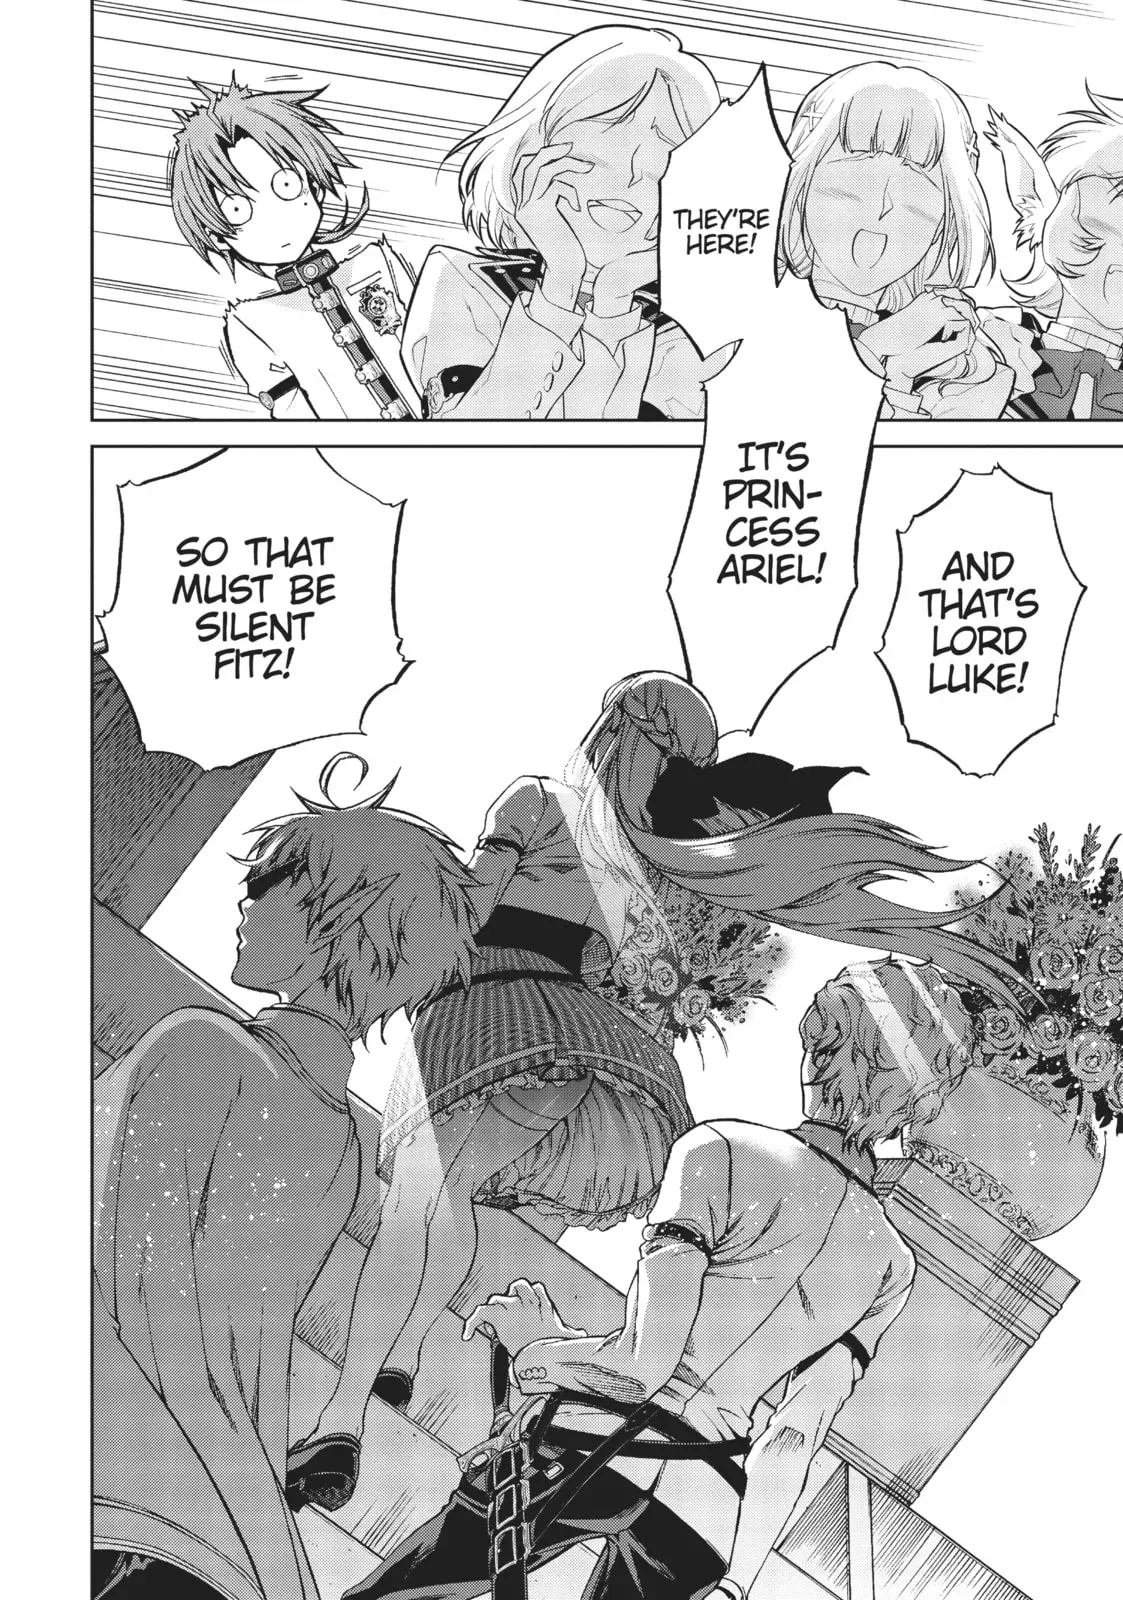 THEY'RE
HERE!
IT'S
PRIN-
CESS
ARIEL!
AND
THAT'S
LORD
LUKE!
SO THAT
MUST BE
SILENT
FITZ!